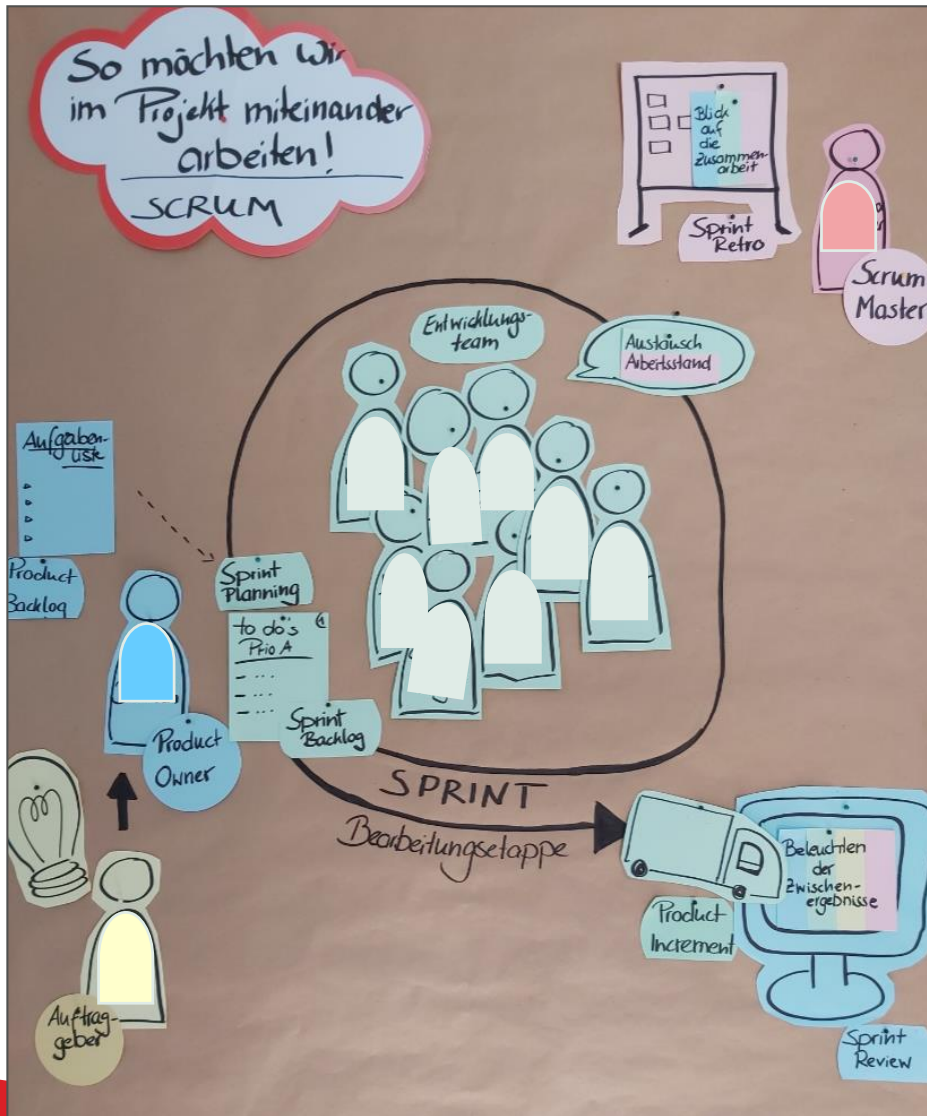 So möchten wir
im Projekt miteinander
arbeiten!
SCRUM
Blick
auf
die
Zusammen-
arbeit
Sprint
Retro
Scrum
Master
Entwicklungs-
team
Austausch
Arbeitsstand
Aufgaben-
liste
Product
Backlog
Sprint
Planning
to do's
Prio A
- ...
- ...
Sprint
Backlog
Product
Owner
SPRINT
Bearbeitungsetappe
Beleuchten
der
Zwischen-
ergebnisse
Product
Increment
Auftrag-
geber
Sprint
Review